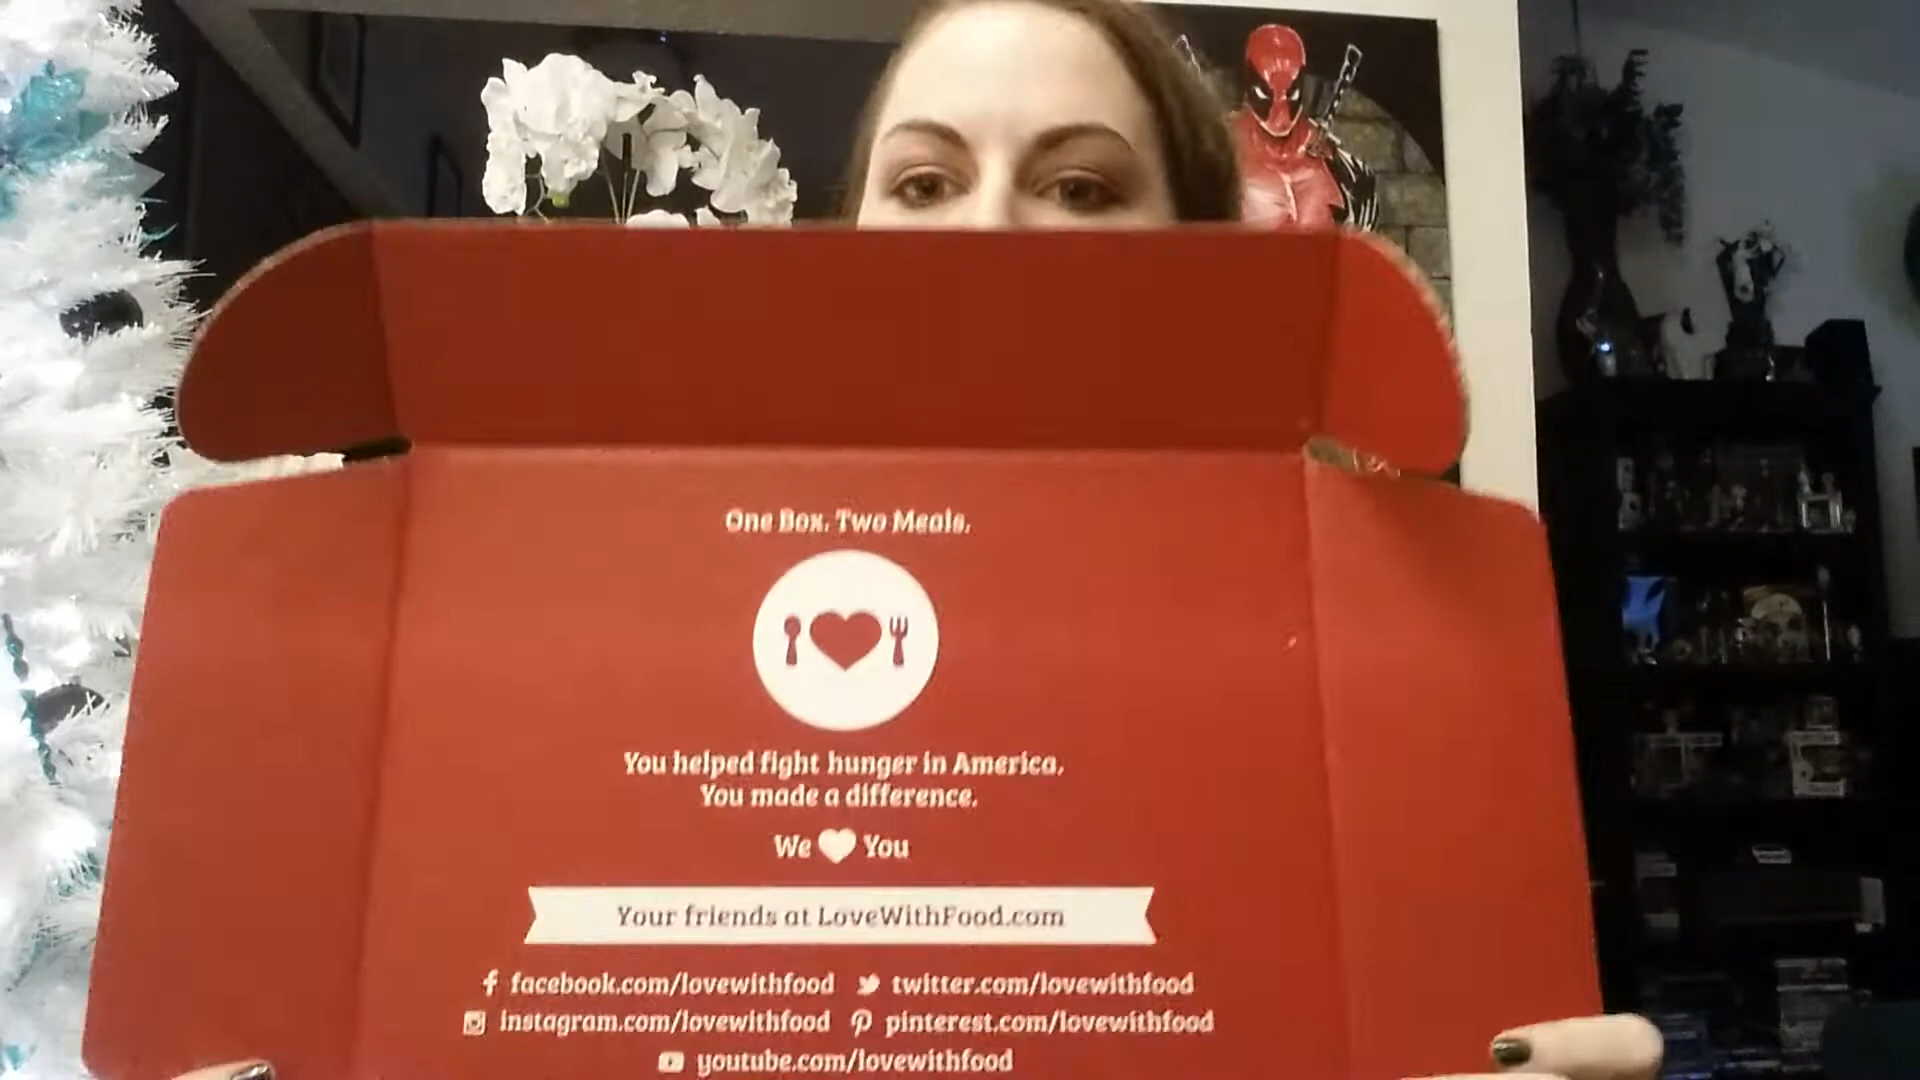 One Box. Two Meals.
You helped fight hunger in America.
You made a difference.
We You
Your friends at LoveWithFood.com
facebook.com/lovewithfood twitter.com/lovewithfood
instagram.com/lovewithfood pinterest.com/lovewithfood
youtube.com/lovewithfood